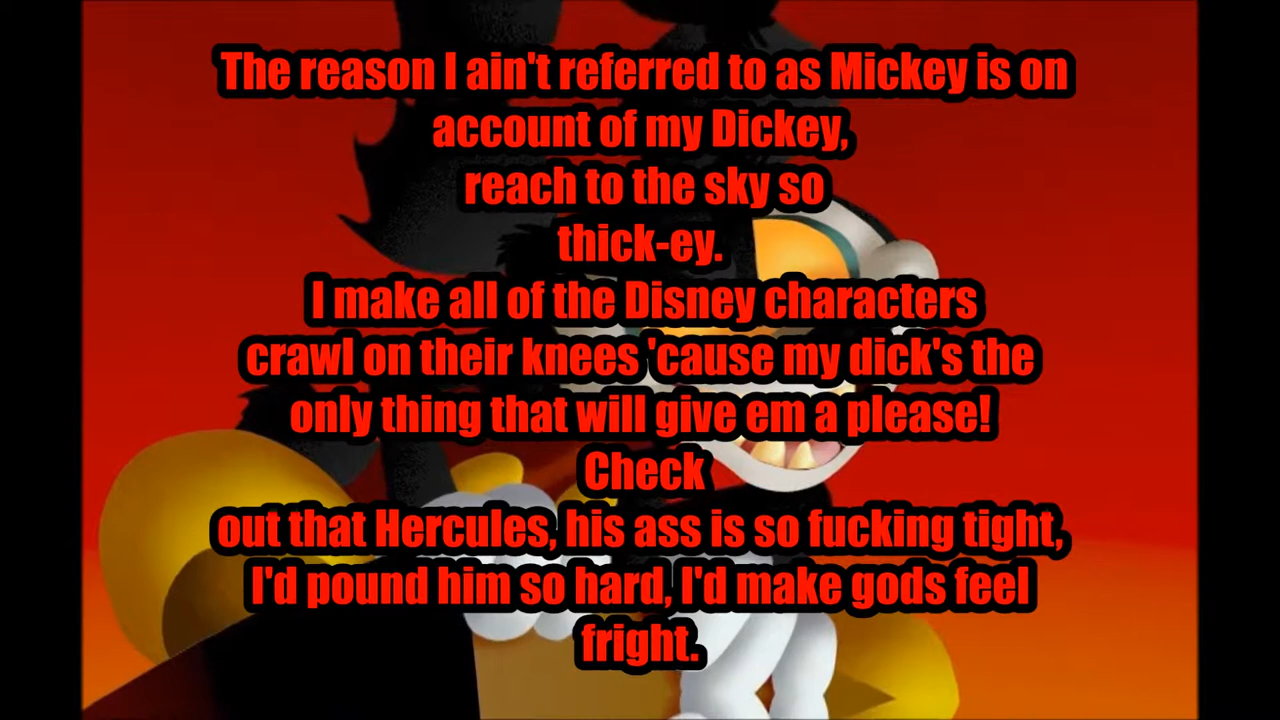 The reason I ain't referred to as Mickey is on
account of my Dickey,
reach to the sky so
thick-ey.
I make all of the Disney characters
crawl on their knees 'cause my dick's the
only thing that will give em a please!
Check
out that Hercules, his ass is so fucking tight,
I'd pound him so hard, I'd make gods feel
fright.